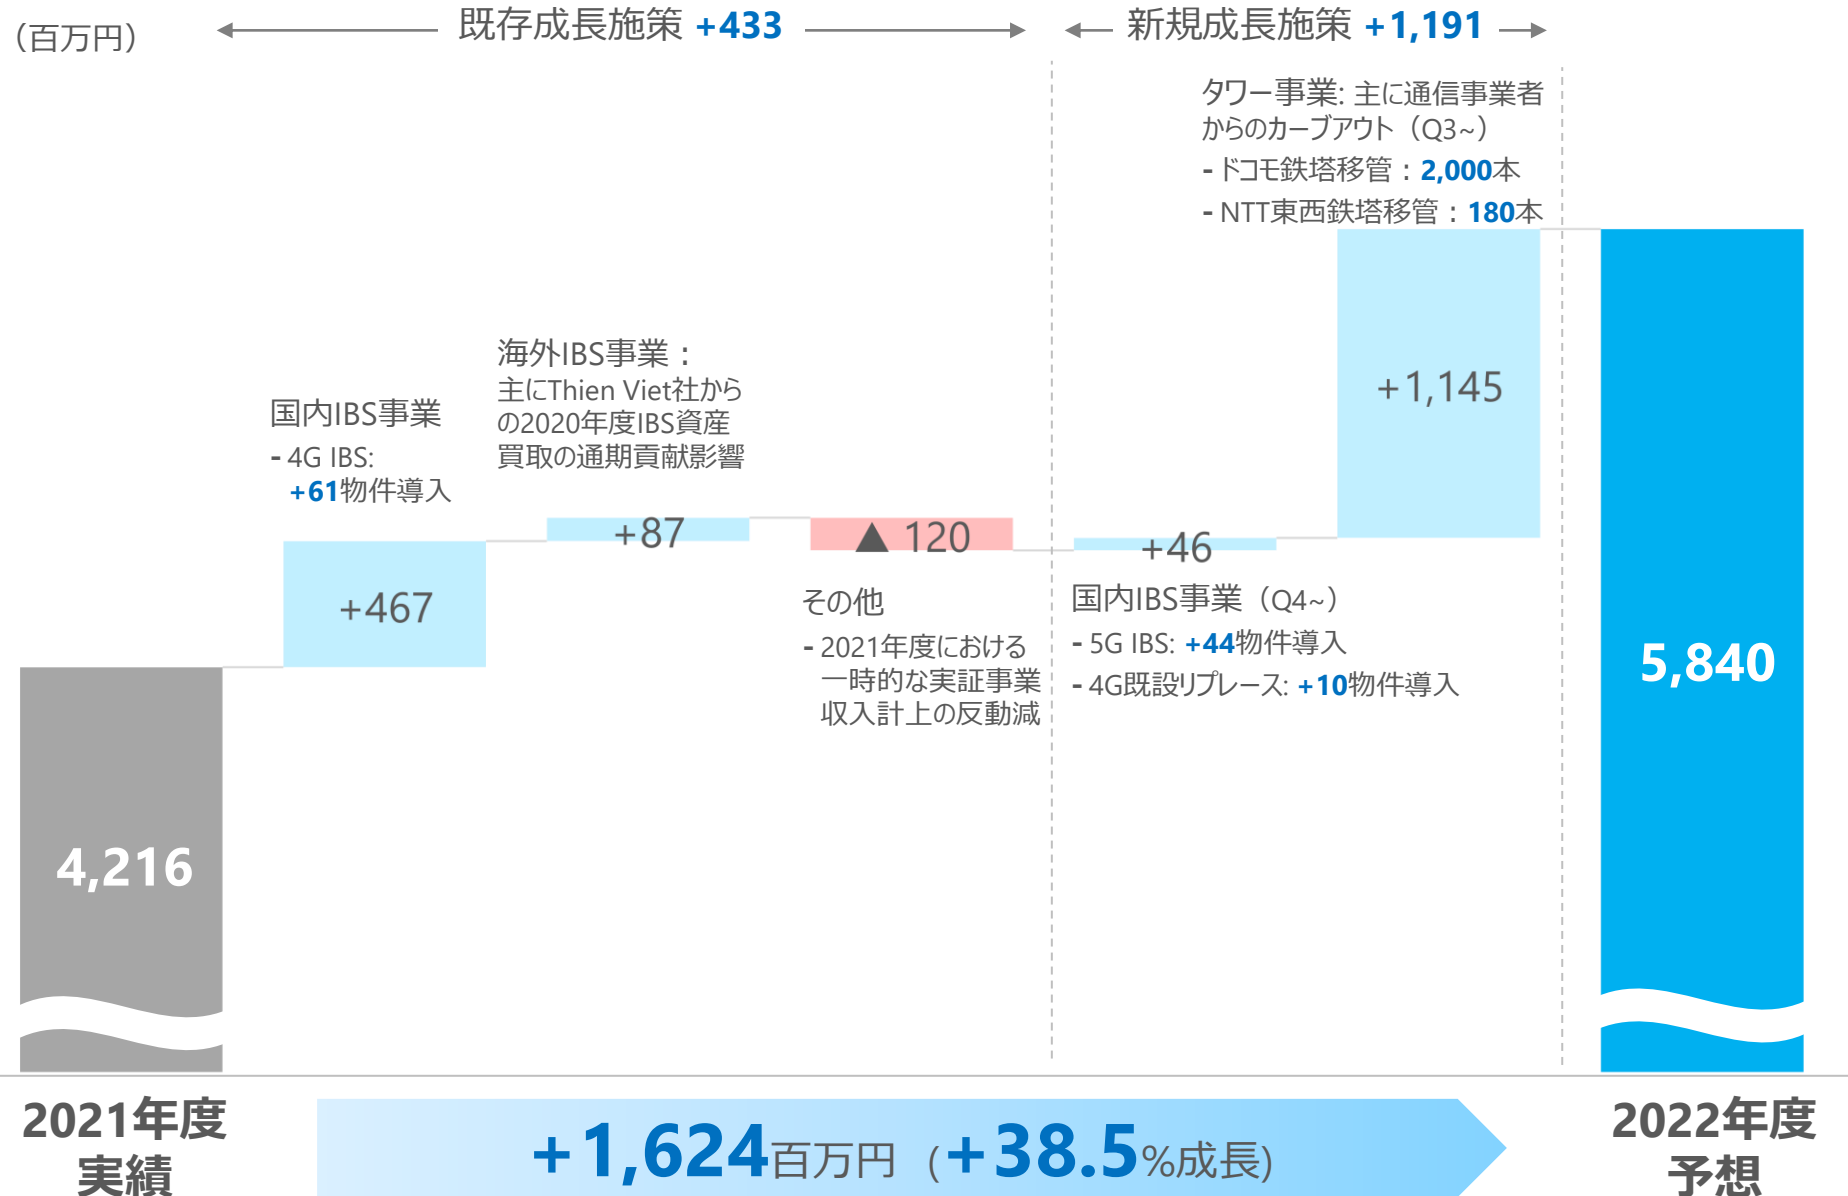 （百万円）
既存成長施策 +433
新規成長施策 +1,191
タワー事業: 主に通信事業者
からのカーブアウト（Q3~）
- ドコモ鉄塔移管：2,000本
- NTT東西鉄塔移管：180本
海外IBS事業：
主にThien Viet社から
の2020年度IBS資産
買取の通期貢献影響
国内IBS事業
- 4G IBS:
+61物件導入
+1,145
+87
▲ 120
+46
+467
その他
- 2021年度における
一時的な実証事業
収入計上の反動減
国内IBS事業（Q4~）
- 5G IBS: +44物件導入
- 4G既設リプレース: +10物件導入
5,840
4,216
2021年度
実績
+1,624百万円 (+38.5%成長)
2022年度
予想